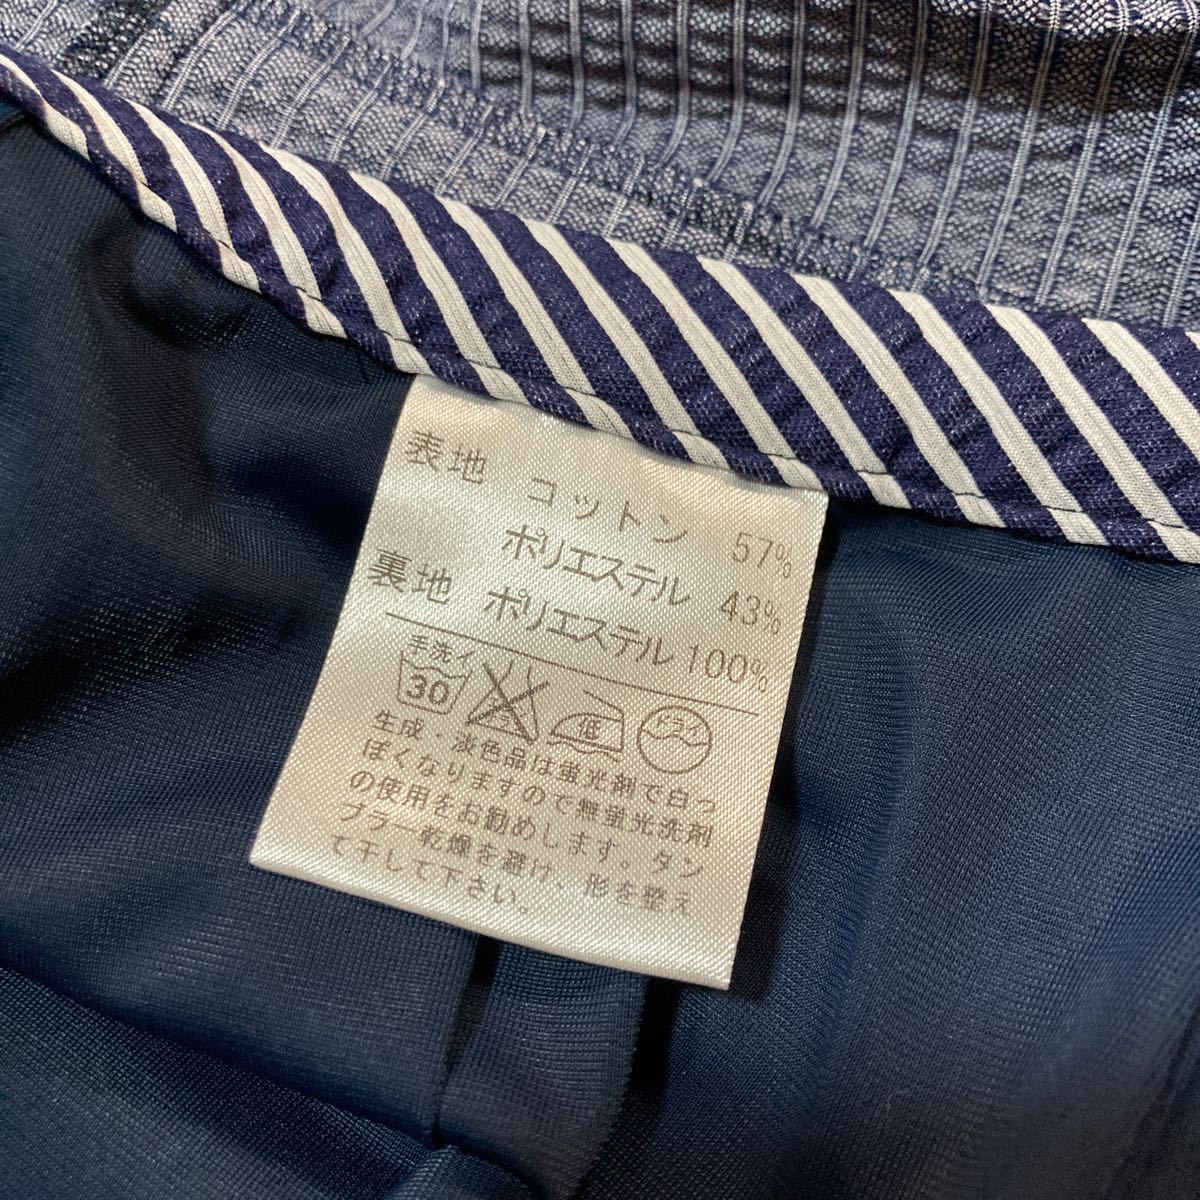 表地 コットン 57%
ポリエステル 43%
裏地 ポリエステル 100%
手洗イ
30
低
ドライ
生成・淡色品は蛍光剤で白っ
ぽくなりますので無蛍光洗剤
の使用をお勧めします。タン
ブラー乾燥を避け、形を整え
て干して下さい。